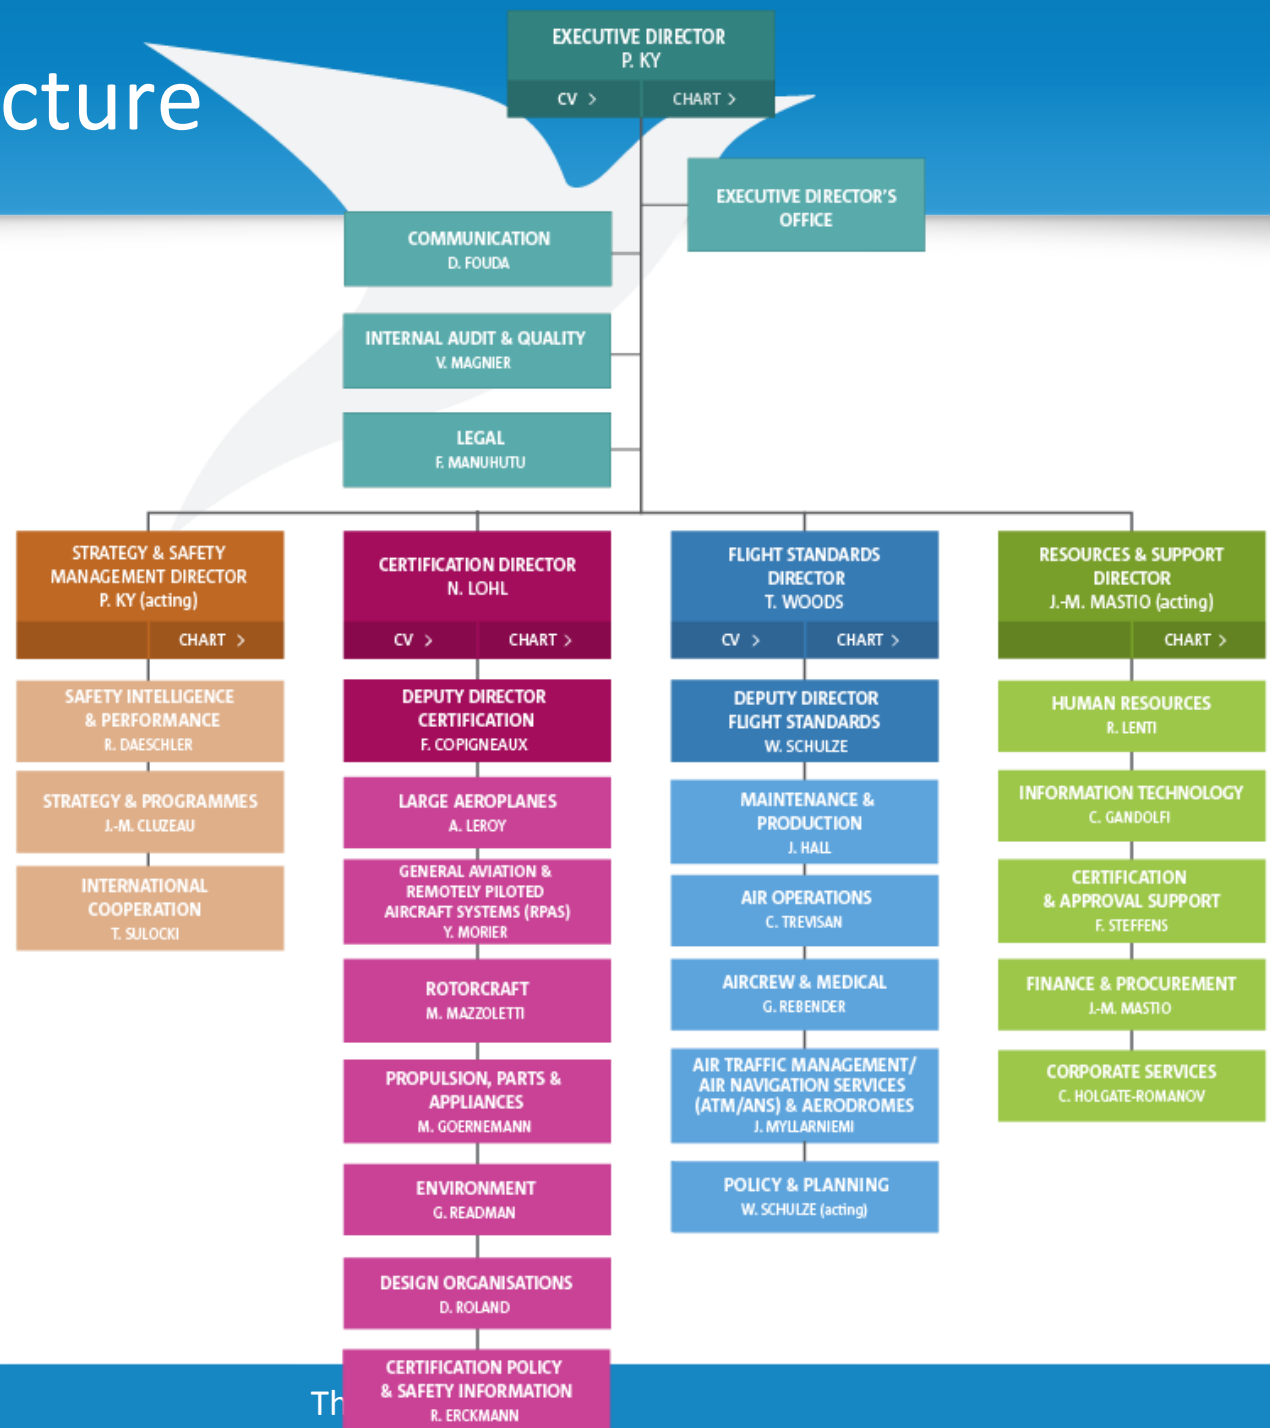 cture
EXECUTIVE DIRECTOR
P. KY
CV >
CHART >
EXECUTIVE DIRECTOR'S
OFFICE
COMMUNICATION
D. FOUDA
INTERNAL AUDIT & QUALITY
V. MAGNIER
LEGAL
F. MANUHUTU
STRATEGY & SAFETY
MANAGEMENT DIRECTOR
P. KY (acting)
CHART >
SAFETY INTELLIGENCE
& PERFORMANCE
R. DAESCHLER
STRATEGY & PROGRAMMES
J.-M. CLUZEAU
INTERNATIONAL
COOPERATION
T. SULOCKI
CERTIFICATION DIRECTOR
N. LOHL
CV >
CHART >
DEPUTY DIRECTOR
CERTIFICATION
F. COPIGNEAUX
LARGE AEROPLANES
A. LEROY
GENERAL AVIATION &
REMOTELY PILOTED
AIRCRAFT SYSTEMS (RPAS)
Y. MORIER
ROTORCRAFT
M. MAZZOLETTI
PROPULSION, PARTS &
APPLIANCES
M. GOERNEMANN
ENVIRONMENT
G. READMAN
DESIGN ORGANISATIONS
D. ROLAND
CERTIFICATION POLICY
& SAFETY INFORMATION
R. ERCKMANN
FLIGHT STANDARDS
DIRECTOR
T. WOODS
CV >
CHART >
DEPUTY DIRECTOR
FLIGHT STANDARDS
W. SCHULZE
MAINTENANCE &
PRODUCTION
J. HALL
AIR OPERATIONS
C. TREVISAN
AIRCREW & MEDICAL
G. REBENDER
AIR TRAFFIC MANAGEMENT/
AIR NAVIGATION SERVICES
(ATM/ANS) & AERODROMES
J. MYLLARNIEMI
POLICY & PLANNING
W. SCHULZE (acting)
RESOURCES & SUPPORT
DIRECTOR
J.-M. MASTIO (acting)
CHART >
HUMAN RESOURCES
R. LENTI
INFORMATION TECHNOLOGY
C. GANDOLFI
CERTIFICATION
& APPROVAL SUPPORT
F. STEFFENS
FINANCE & PROCUREMENT
J.-M. MASTIO
CORPORATE SERVICES
C. HOLGATE-ROMANOV
Th